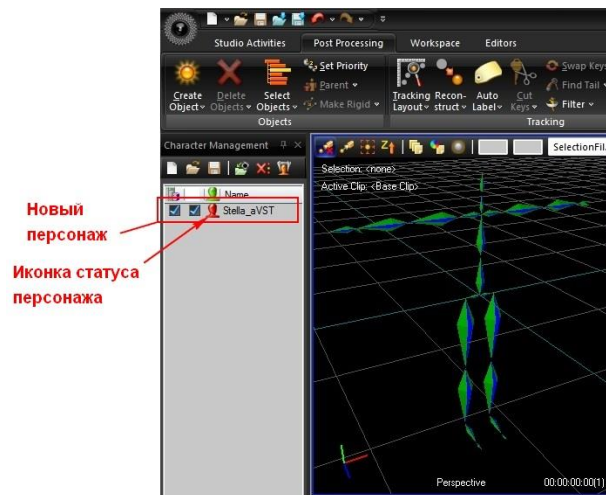 Studio Activities Post Processing Workspace Editors
Create Object Delete Objects Select Objects Set Priority Parent Make Rigid
Tracking Layout Recon-struct Auto Label Cut Keys Swap Keys Find Tail Filter
Objects Tracking
Character Management
SelectionFil
Selection: <none>
Active Clip: <Base Clip>
Name
Stella_aVST
Новый
персонаж
Иконка статуса
персонажа
Perspective 00:00:00:00(1)